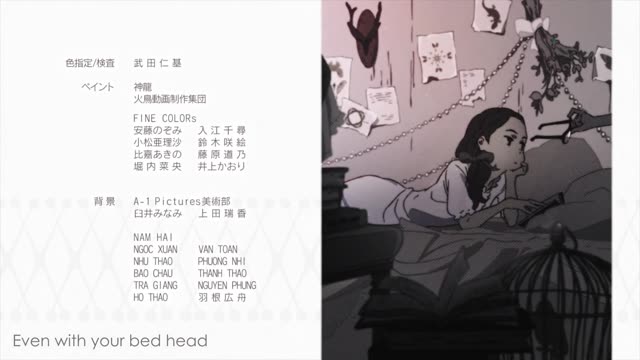 色指定/検査 武田仁基
ペイント 神龍
火鳥動画制作集団
FINE COLORs
安藤のぞみ 入江千尋
小松亜理沙 鈴木咲絵
比嘉あきの 藤原道乃
堀内菜央 井上かおり
背景 A-1 Pictures美術部
臼井みなみ 上田瑞香
NAM HAI
NGOC XUAN VAN TOAN
NHU THAO PHUONG NHI
BAO CHAU THANH THAO
TRA GIANG NGUYEN PHUNG
HO THAO 羽根広舟
Even with your bed head